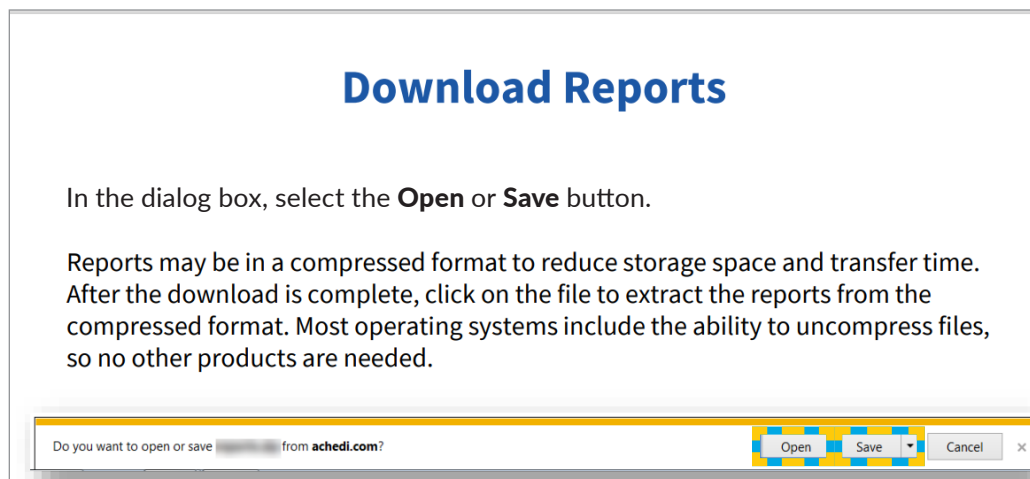 Download Reports
In the dialog box, select the Open or Save button.
Reports may be in a compressed format to reduce storage space and transfer time.
After the download is complete, click on the file to extract the reports from the
compressed format. Most operating systems include the ability to uncompress files,
so no other products are needed.
Do you want to open or save from achedi.com? Open Save Cancel ×